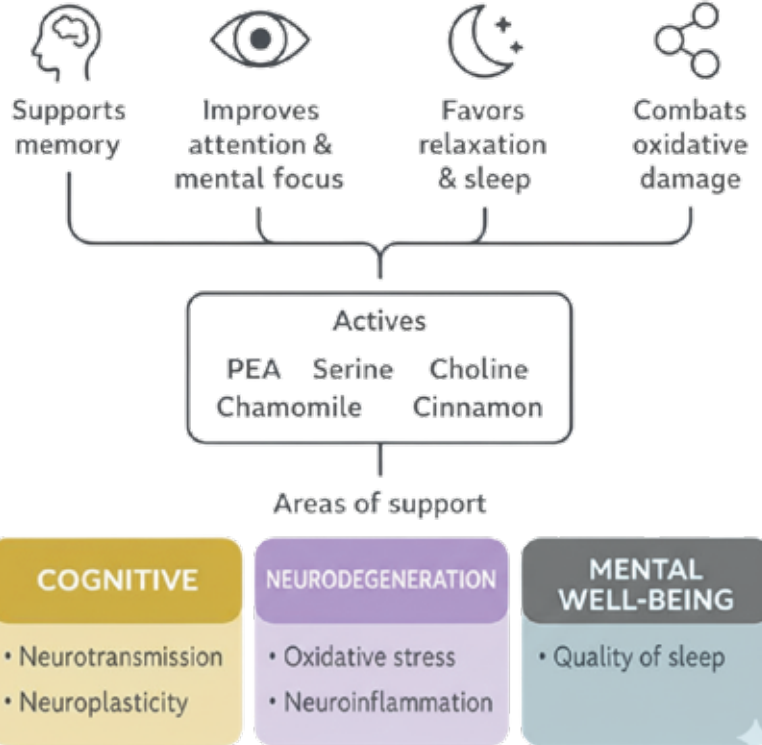 Supports
memory
Improves
attention &
mental focus
Favors
relaxation
& sleep
Combats
oxidative
damage
Actives
PEA Serine Choline
Chamomile Cinnamon
Areas of support
COGNITIVE
• Neurotransmission
• Neuroplasticity
NEURODEGENERATION
• Oxidative stress
• Neuroinflammation
MENTAL
WELL-BEING
• Quality of sleep